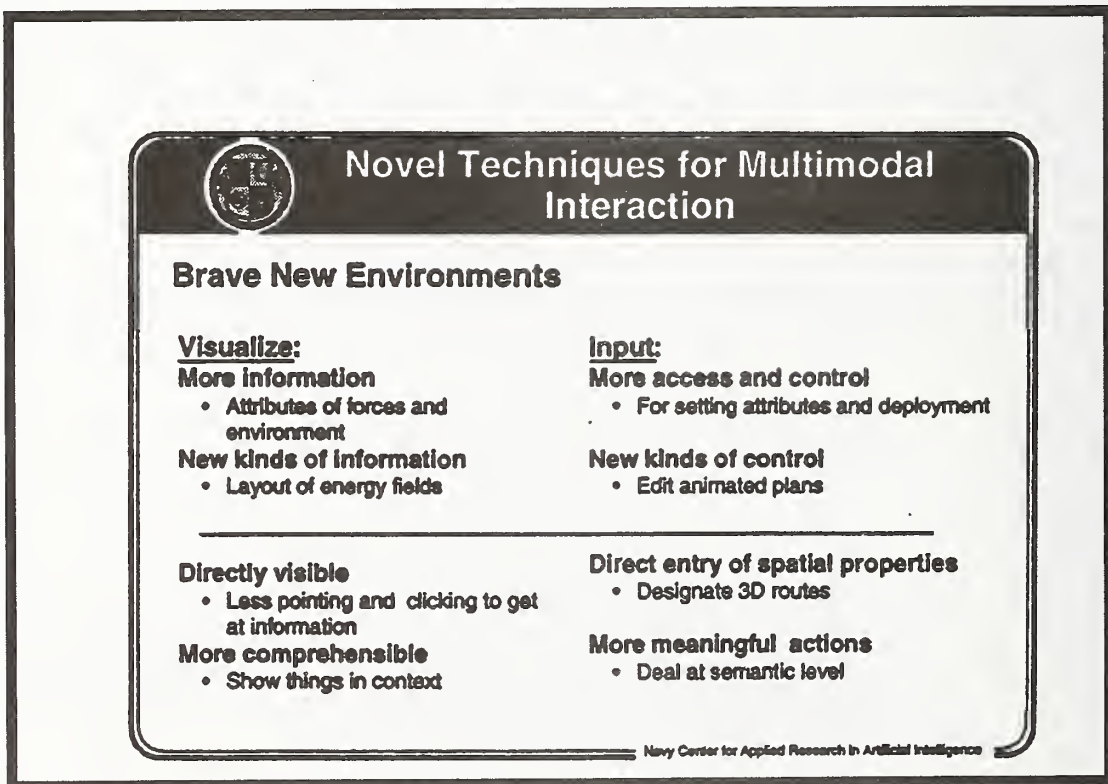 Novel Techniques for Multimodal
Interaction
Brave New Environments
Visualize:
More information
• Attributes of forces and
environment
New kinds of information
• Layout of energy fields
Directly visible
• Less pointing and clicking to get
at information
More comprehensible
• Show things in context
Input:
More access and control
• For setting attributes and deployment
New kinds of control
• Edit animated plans
Direct entry of spatial properties
• Designate 3D routes
More meaningful actions
• Deal at semantic level
Navy Center for Applied Research in Artificial Intelligence